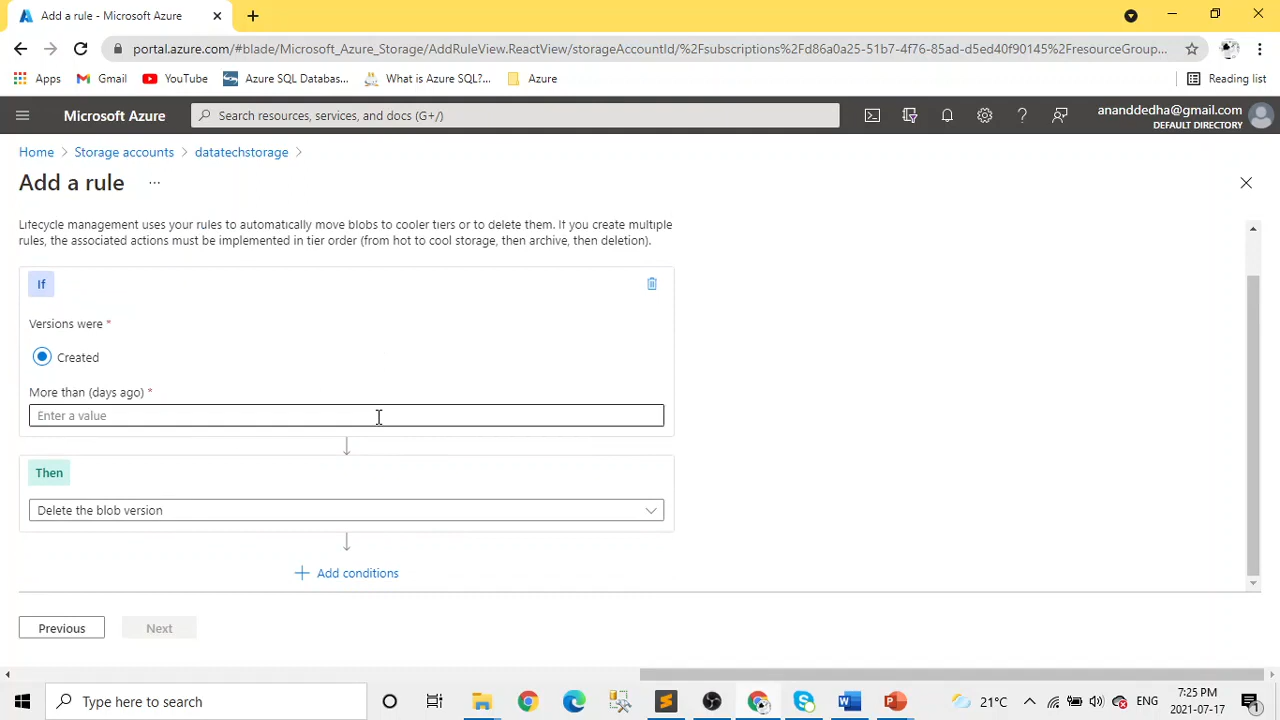 Add a rule - Microsoft Azure
portal.azure.com/#blade/Microsoft_Azure_Storage/AddRuleView.ReactView/storageAccountId/%2Fsubscriptions%2Fd86a0a25-51b7-4f76-85ad-d5ed40f90145%2FresourceGroup...
Apps Gmail YouTube Azure SQL Databas... What is Azure SQL?... Azure Reading list
Microsoft Azure Search resources, services, and docs (G+/) ananddedha@gmail.com
DEFAULT DIRECTORY
Home > Storage accounts > datatechstorage >
Add a rule ...
Lifecycle management uses your rules to automatically move blobs to cooler tiers or to delete them. If you create multiple
rules, the associated actions must be implemented in tier order (from hot to cool storage, then archive, then deletion).
If
Versions were *
Created
More than (days ago) *
Enter a value
Then
Delete the blob version
Add conditions
Previous Next
Type here to search 21°C ENG 7:25 PM
2021-07-17 1